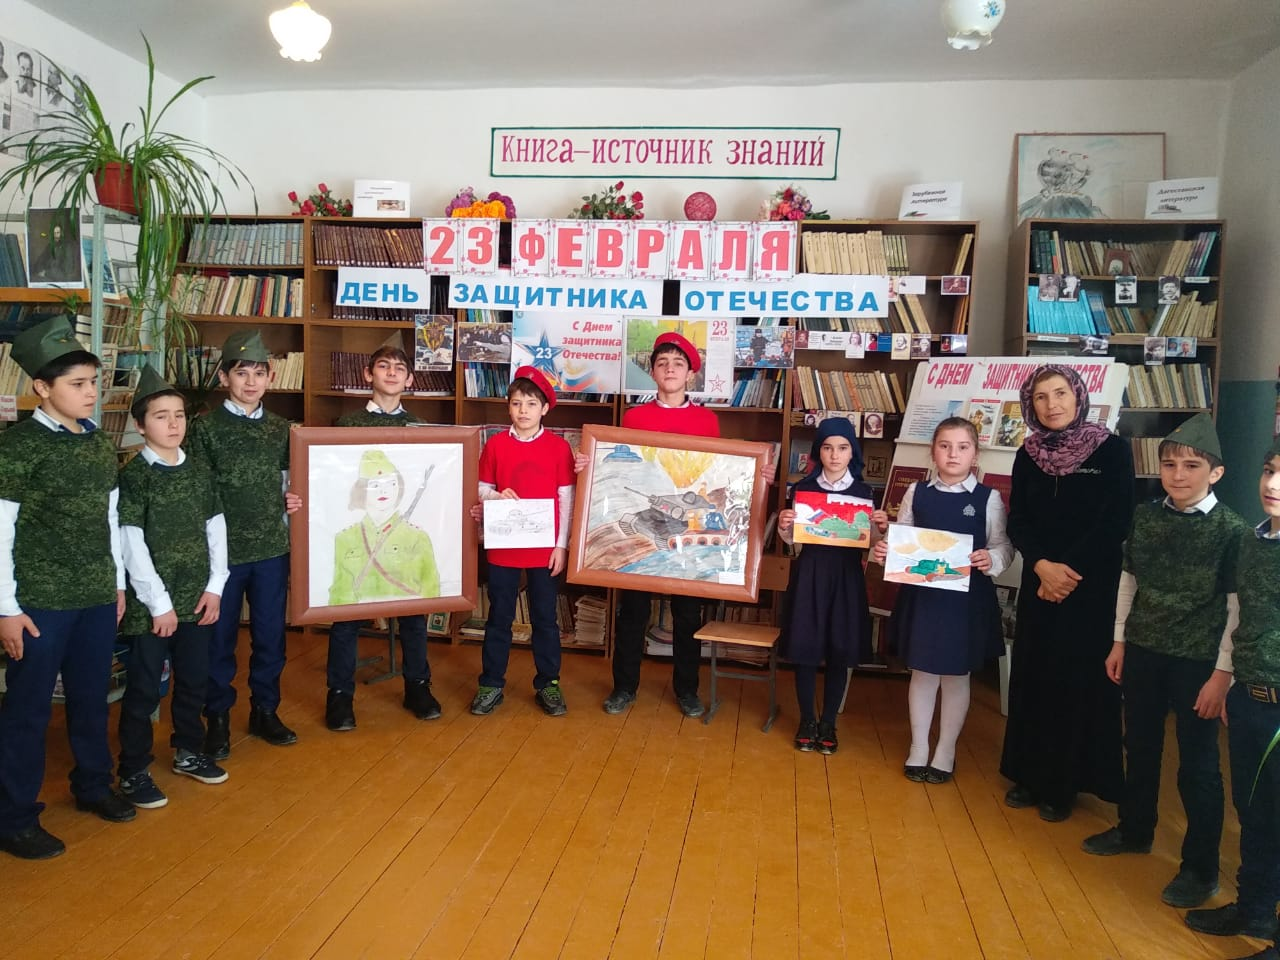 Книга–источник знаний
Зарубежная
литература
Дагестанская
литература
23 ФЕВРАЛЯ
ДЕНЬ ЗАЩИТНИКА ОТЕЧЕСТВА
С Днем
защитника
Отечества!
23
23
ФЕВРАЛЯ
С ДНЕМ ЗАЩИТНИКА ОТЕЧЕСТВА